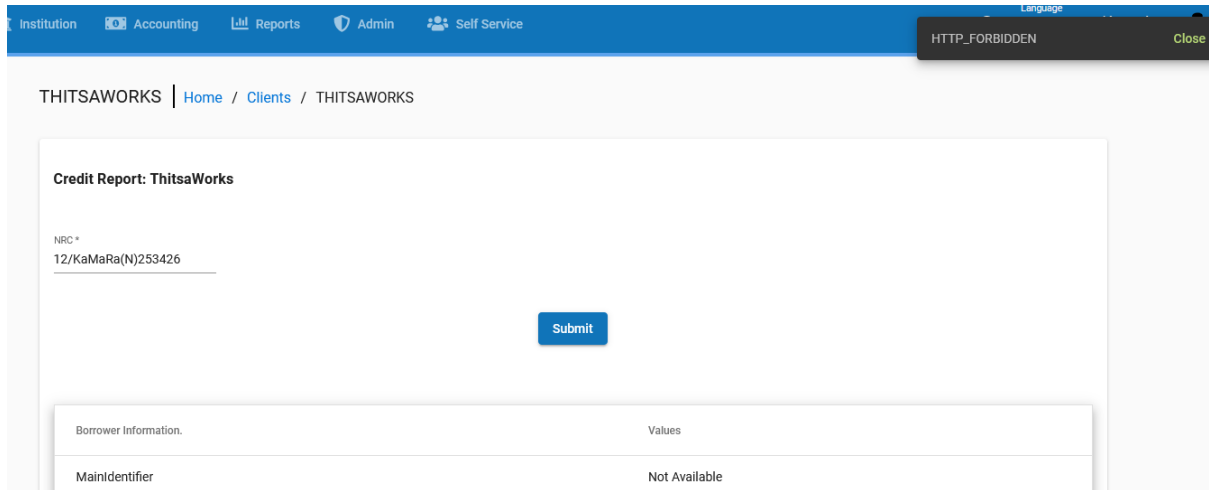 Institution Accounting Reports Admin Self Service
Language
HTTP_FORBIDDEN Close
THITSAWORKS Home / Clients / THITSAWORKS
Credit Report: ThitsaWorks
NRC *
12/KaMaRa(N)253426
Submit
Borrower Information. Values
MainIdentifier Not Available